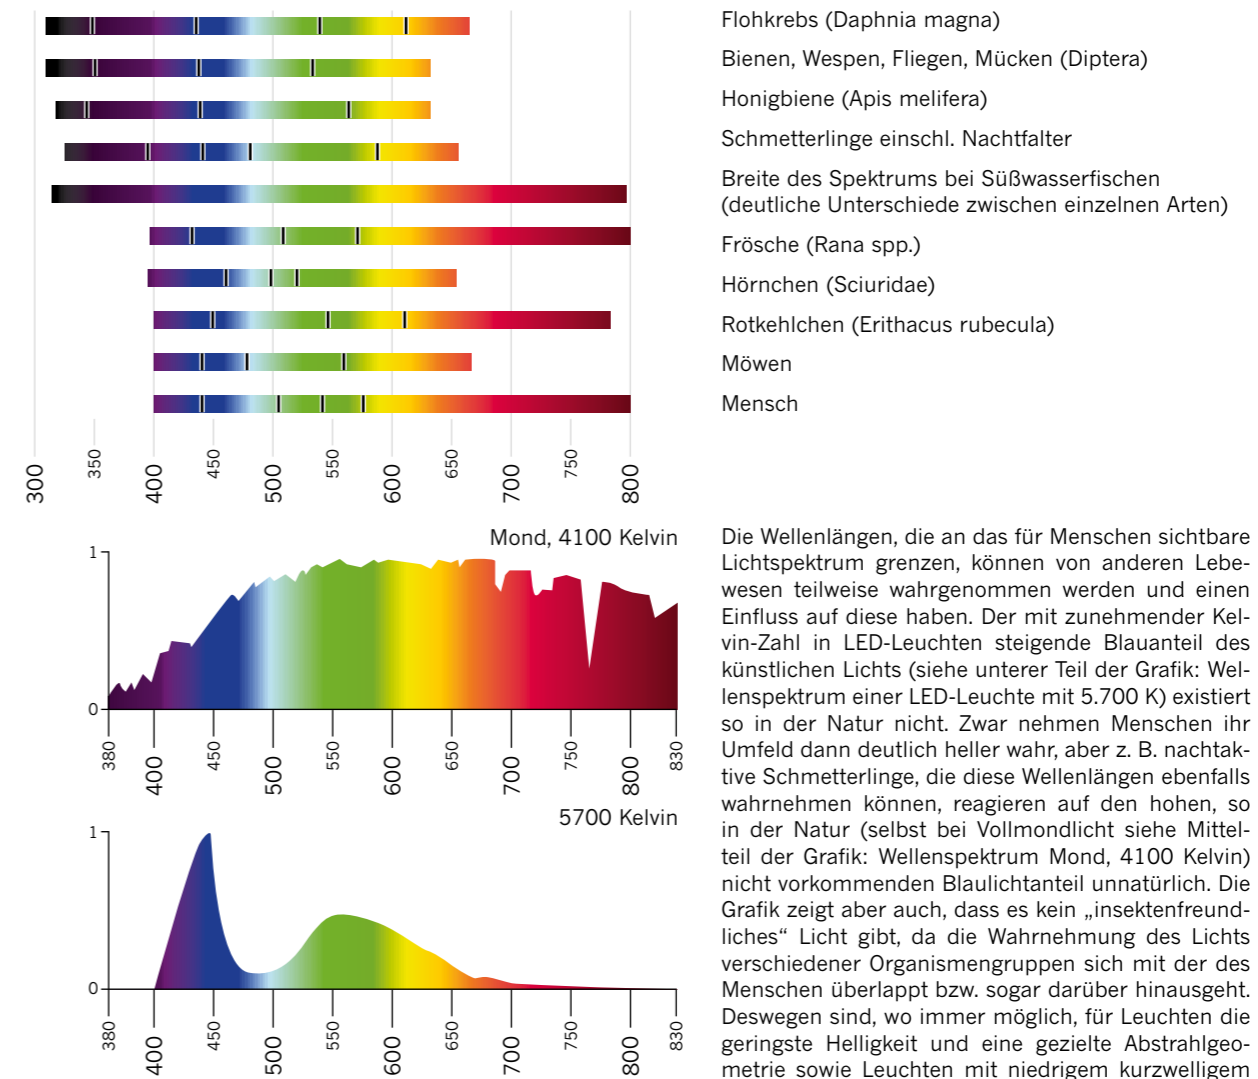 Flohkrebs (Daphnia magna)
Bienen, Wespen, Fliegen, Mücken (Diptera)
Honigbiene (Apis melifera)
Schmetterlinge einschl. Nachtfalter
Breite des Spektrums bei Süßwasserfischen
(deutliche Unterschiede zwischen einzelnen Arten)
Frösche (Rana spp.)
Hörnchen (Sciuridae)
Rotkehlchen (Erithacus rubecula)
Möwen
Mensch
300 350 400 450 500 550 600 650 700 750 800
Mond, 4100 Kelvin
1
0
380 400 450 500 550 600 650 700 750 800 830
5700 Kelvin
1
0
380 400 450 500 550 600 650 700 750 800 830
Die Wellenlängen, die an das für Menschen sichtbare
Lichtspektrum grenzen, können von anderen Lebe-
wesen teilweise wahrgenommen werden und einen
Einfluss auf diese haben. Der mit zunehmender Kel-
vin-Zahl in LED-Leuchten steigende Blauanteil des
künstlichen Lichts (siehe unterer Teil der Grafik: Wel-
lenspektrum einer LED-Leuchte mit 5.700 K) existiert
so in der Natur nicht. Zwar nehmen Menschen ihr
Umfeld dann deutlich heller wahr, aber z. B. nachtak-
tive Schmetterlinge, die diese Wellenlängen ebenfalls
wahrnehmen können, reagieren auf den hohen, so
in der Natur (selbst bei Vollmondlicht siehe Mittel-
teil der Grafik: Wellenspektrum Mond, 4100 Kelvin)
nicht vorkommenden Blaulichtanteil unnatürlich. Die
Grafik zeigt aber auch, dass es kein „insektenfreund-
liches“ Licht gibt, da die Wahrnehmung des Lichts
verschiedener Organismengruppen sich mit der des
Menschen überlappt bzw. sogar darüber hinausgeht.
Deswegen sind, wo immer möglich, für Leuchten die
geringste Helligkeit und eine gezielte Abstrahlgeo-
metrie sowie Leuchten mit niedrigem kurzwelligem